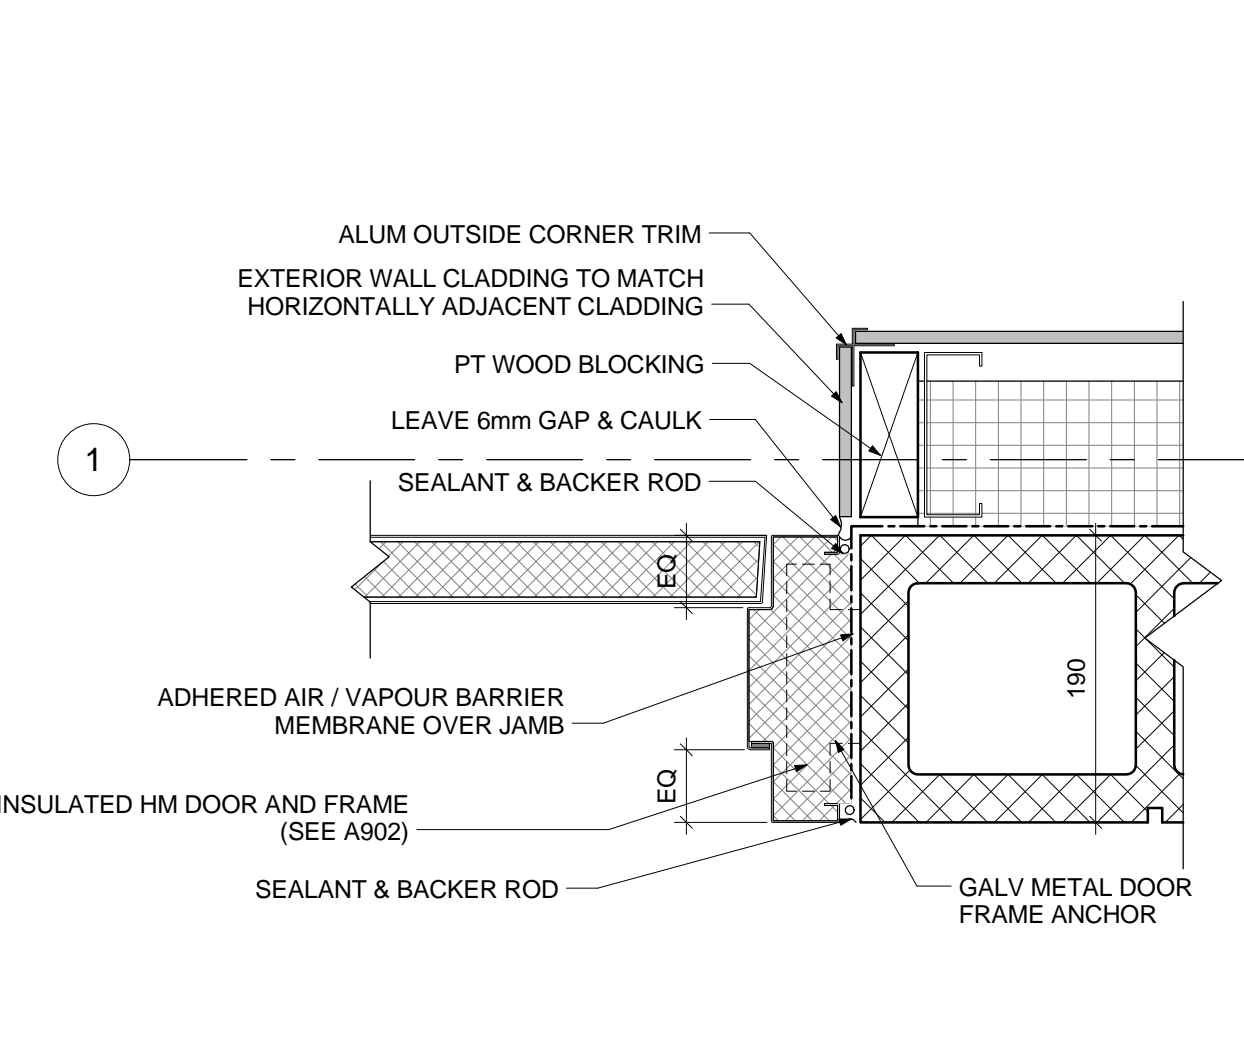 ALUM OUTSIDE CORNER TRIM
EXTERIOR WALL CLADDING TO MATCH
HORIZONTALLY ADJACENT CLADDING
PT WOOD BLOCKING
LEAVE 6mm GAP & CAULK
1
SEALANT & BACKER ROD
EQ
190
ADHERED AIR / VAPOUR BARRIER
MEMBRANE OVER JAMB
EQ
INSULATED HM DOOR AND FRAME
(SEE A902)
SEALANT & BACKER ROD
GALV METAL DOOR
FRAME ANCHOR